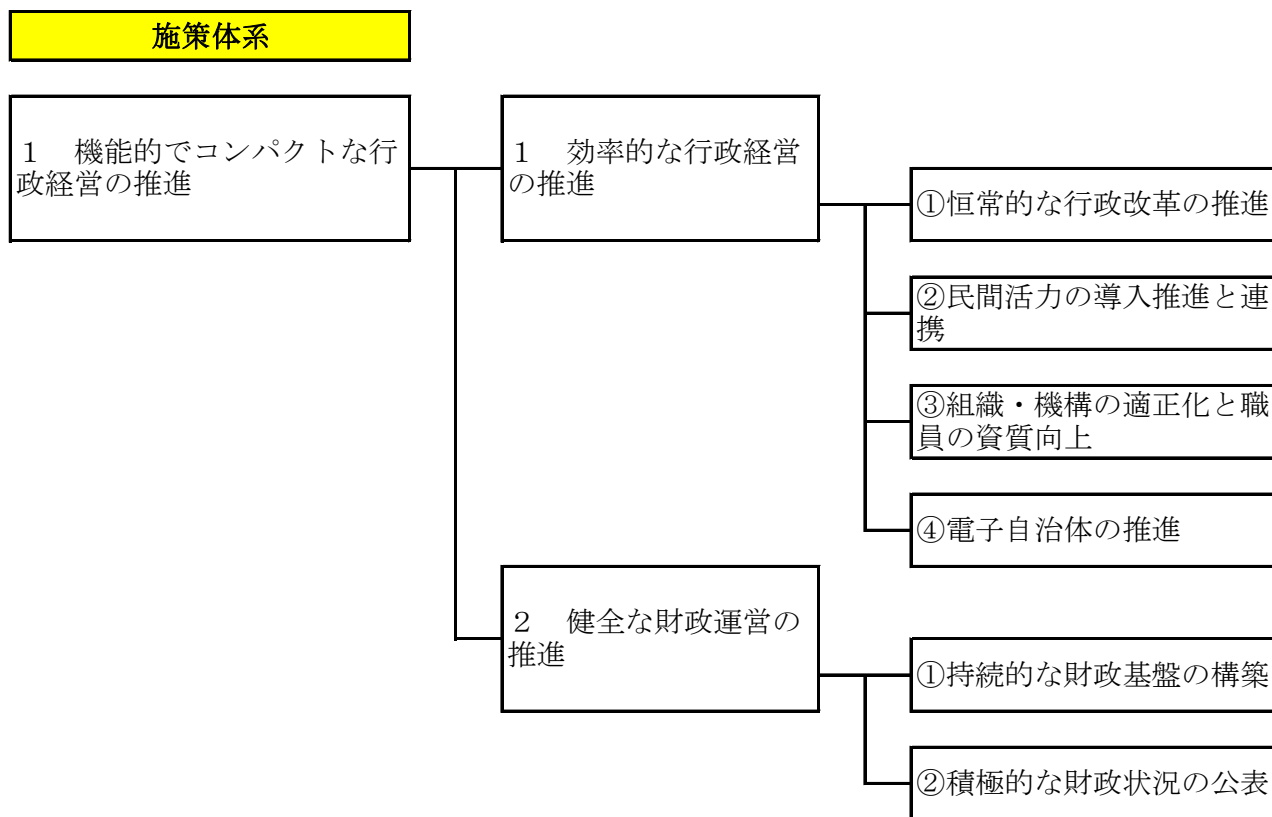 施策体系
１　機能的でコンパクトな行
政経営の推進
１　効率的な行政経営
の推進
①恒常的な行政改革の推進
②民間活力の導入推進と連
携
③組織・機構の適正化と職
員の資質向上
④電子自治体の推進
２　健全な財政運営の
推進
①持続的な財政基盤の構築
②積極的な財政状況の公表